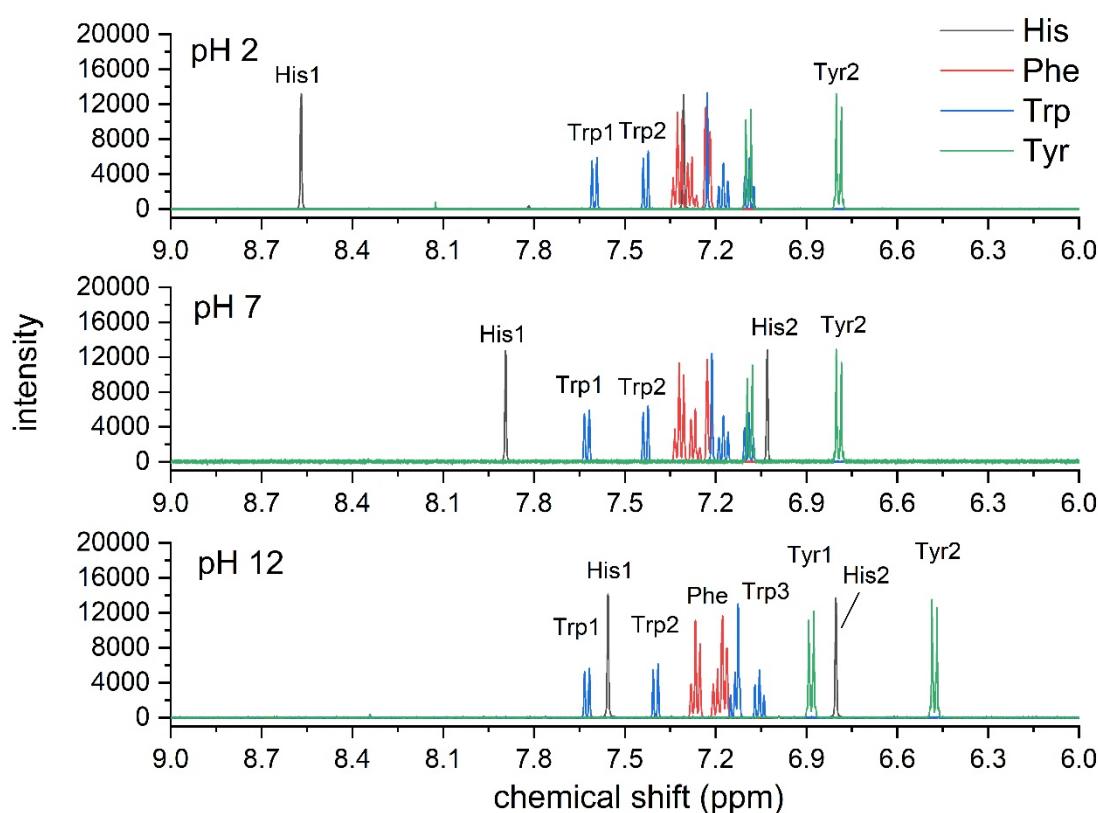 pH 2
His1
Trp1
Trp2
Tyr2
His
Phe
Trp
Tyr
20000
16000
12000
8000
4000
0
9.0 8.7 8.4 8.1 7.8 7.5 7.2 6.9 6.6 6.3 6.0
pH 7
His1
Trp1
Trp2
His2
Tyr2
20000
16000
12000
8000
4000
0
9.0 8.7 8.4 8.1 7.8 7.5 7.2 6.9 6.6 6.3 6.0
intensity
pH 12
Trp1
His1
Trp2
Phe
Trp3
Tyr1
His2
Tyr2
20000
16000
12000
8000
4000
0
9.0 8.7 8.4 8.1 7.8 7.5 7.2 6.9 6.6 6.3 6.0
chemical shift (ppm)